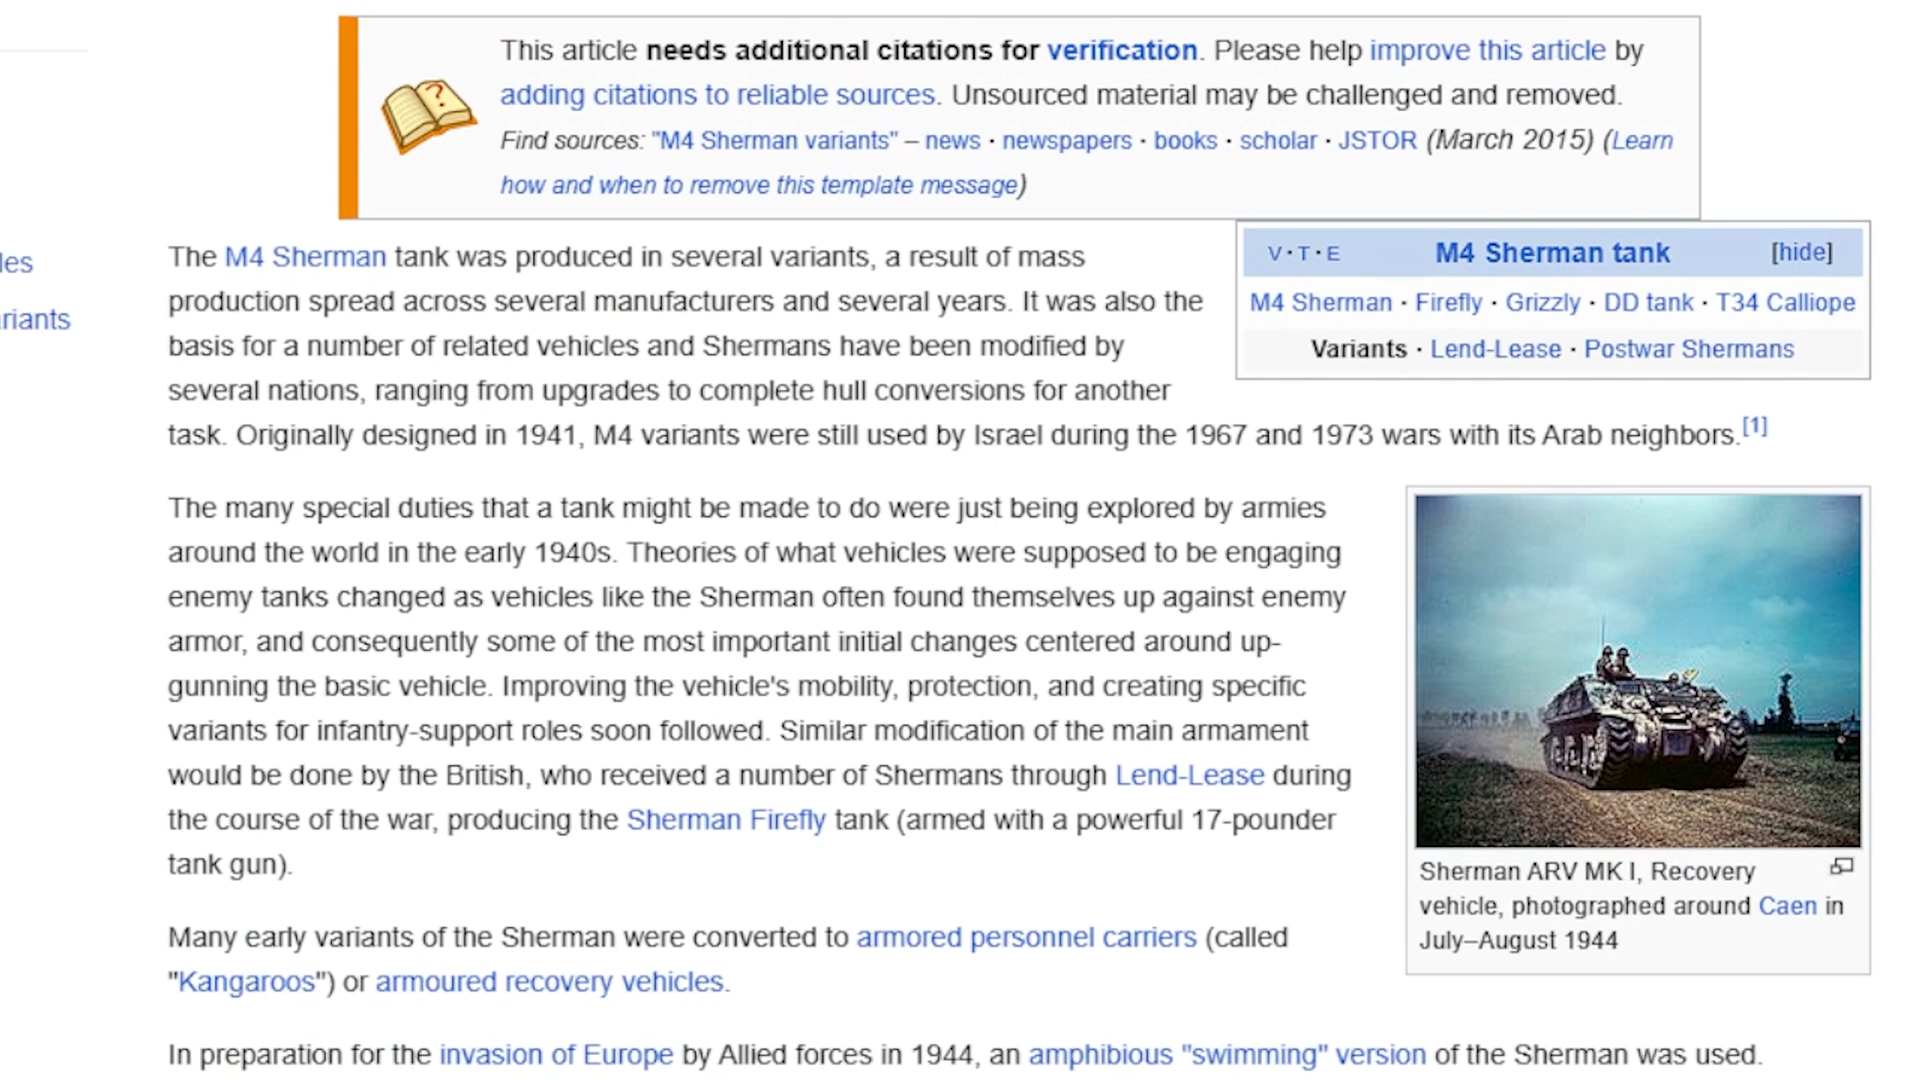 This article needs additional citations for verification. Please help improve this article by
adding citations to reliable sources. Unsourced material may be challenged and removed.
Find sources: "M4 Sherman variants" – news · newspapers · books · scholar · JSTOR (March 2015) (Learn
how and when to remove this template message)
les
riants
The M4 Sherman tank was produced in several variants, a result of mass
production spread across several manufacturers and several years. It was also the
basis for a number of related vehicles and Shermans have been modified by
several nations, ranging from upgrades to complete hull conversions for another
task. Originally designed in 1941, M4 variants were still used by Israel during the 1967 and 1973 wars with its Arab neighbors.[1]
V·T·E M4 Sherman tank [hide]
M4 Sherman · Firefly · Grizzly · DD tank · T34 Calliope
Variants · Lend-Lease · Postwar Shermans
The many special duties that a tank might be made to do were just being explored by armies
around the world in the early 1940s. Theories of what vehicles were supposed to be engaging
enemy tanks changed as vehicles like the Sherman often found themselves up against enemy
armor, and consequently some of the most important initial changes centered around up-
gunning the basic vehicle. Improving the vehicle's mobility, protection, and creating specific
variants for infantry-support roles soon followed. Similar modification of the main armament
would be done by the British, who received a number of Shermans through Lend-Lease during
the course of the war, producing the Sherman Firefly tank (armed with a powerful 17-pounder
tank gun).
Sherman ARV MK I, Recovery
vehicle, photographed around Caen in
July–August 1944
Many early variants of the Sherman were converted to armored personnel carriers (called
"Kangaroos") or armoured recovery vehicles.
In preparation for the invasion of Europe by Allied forces in 1944, an amphibious "swimming" version of the Sherman was used.